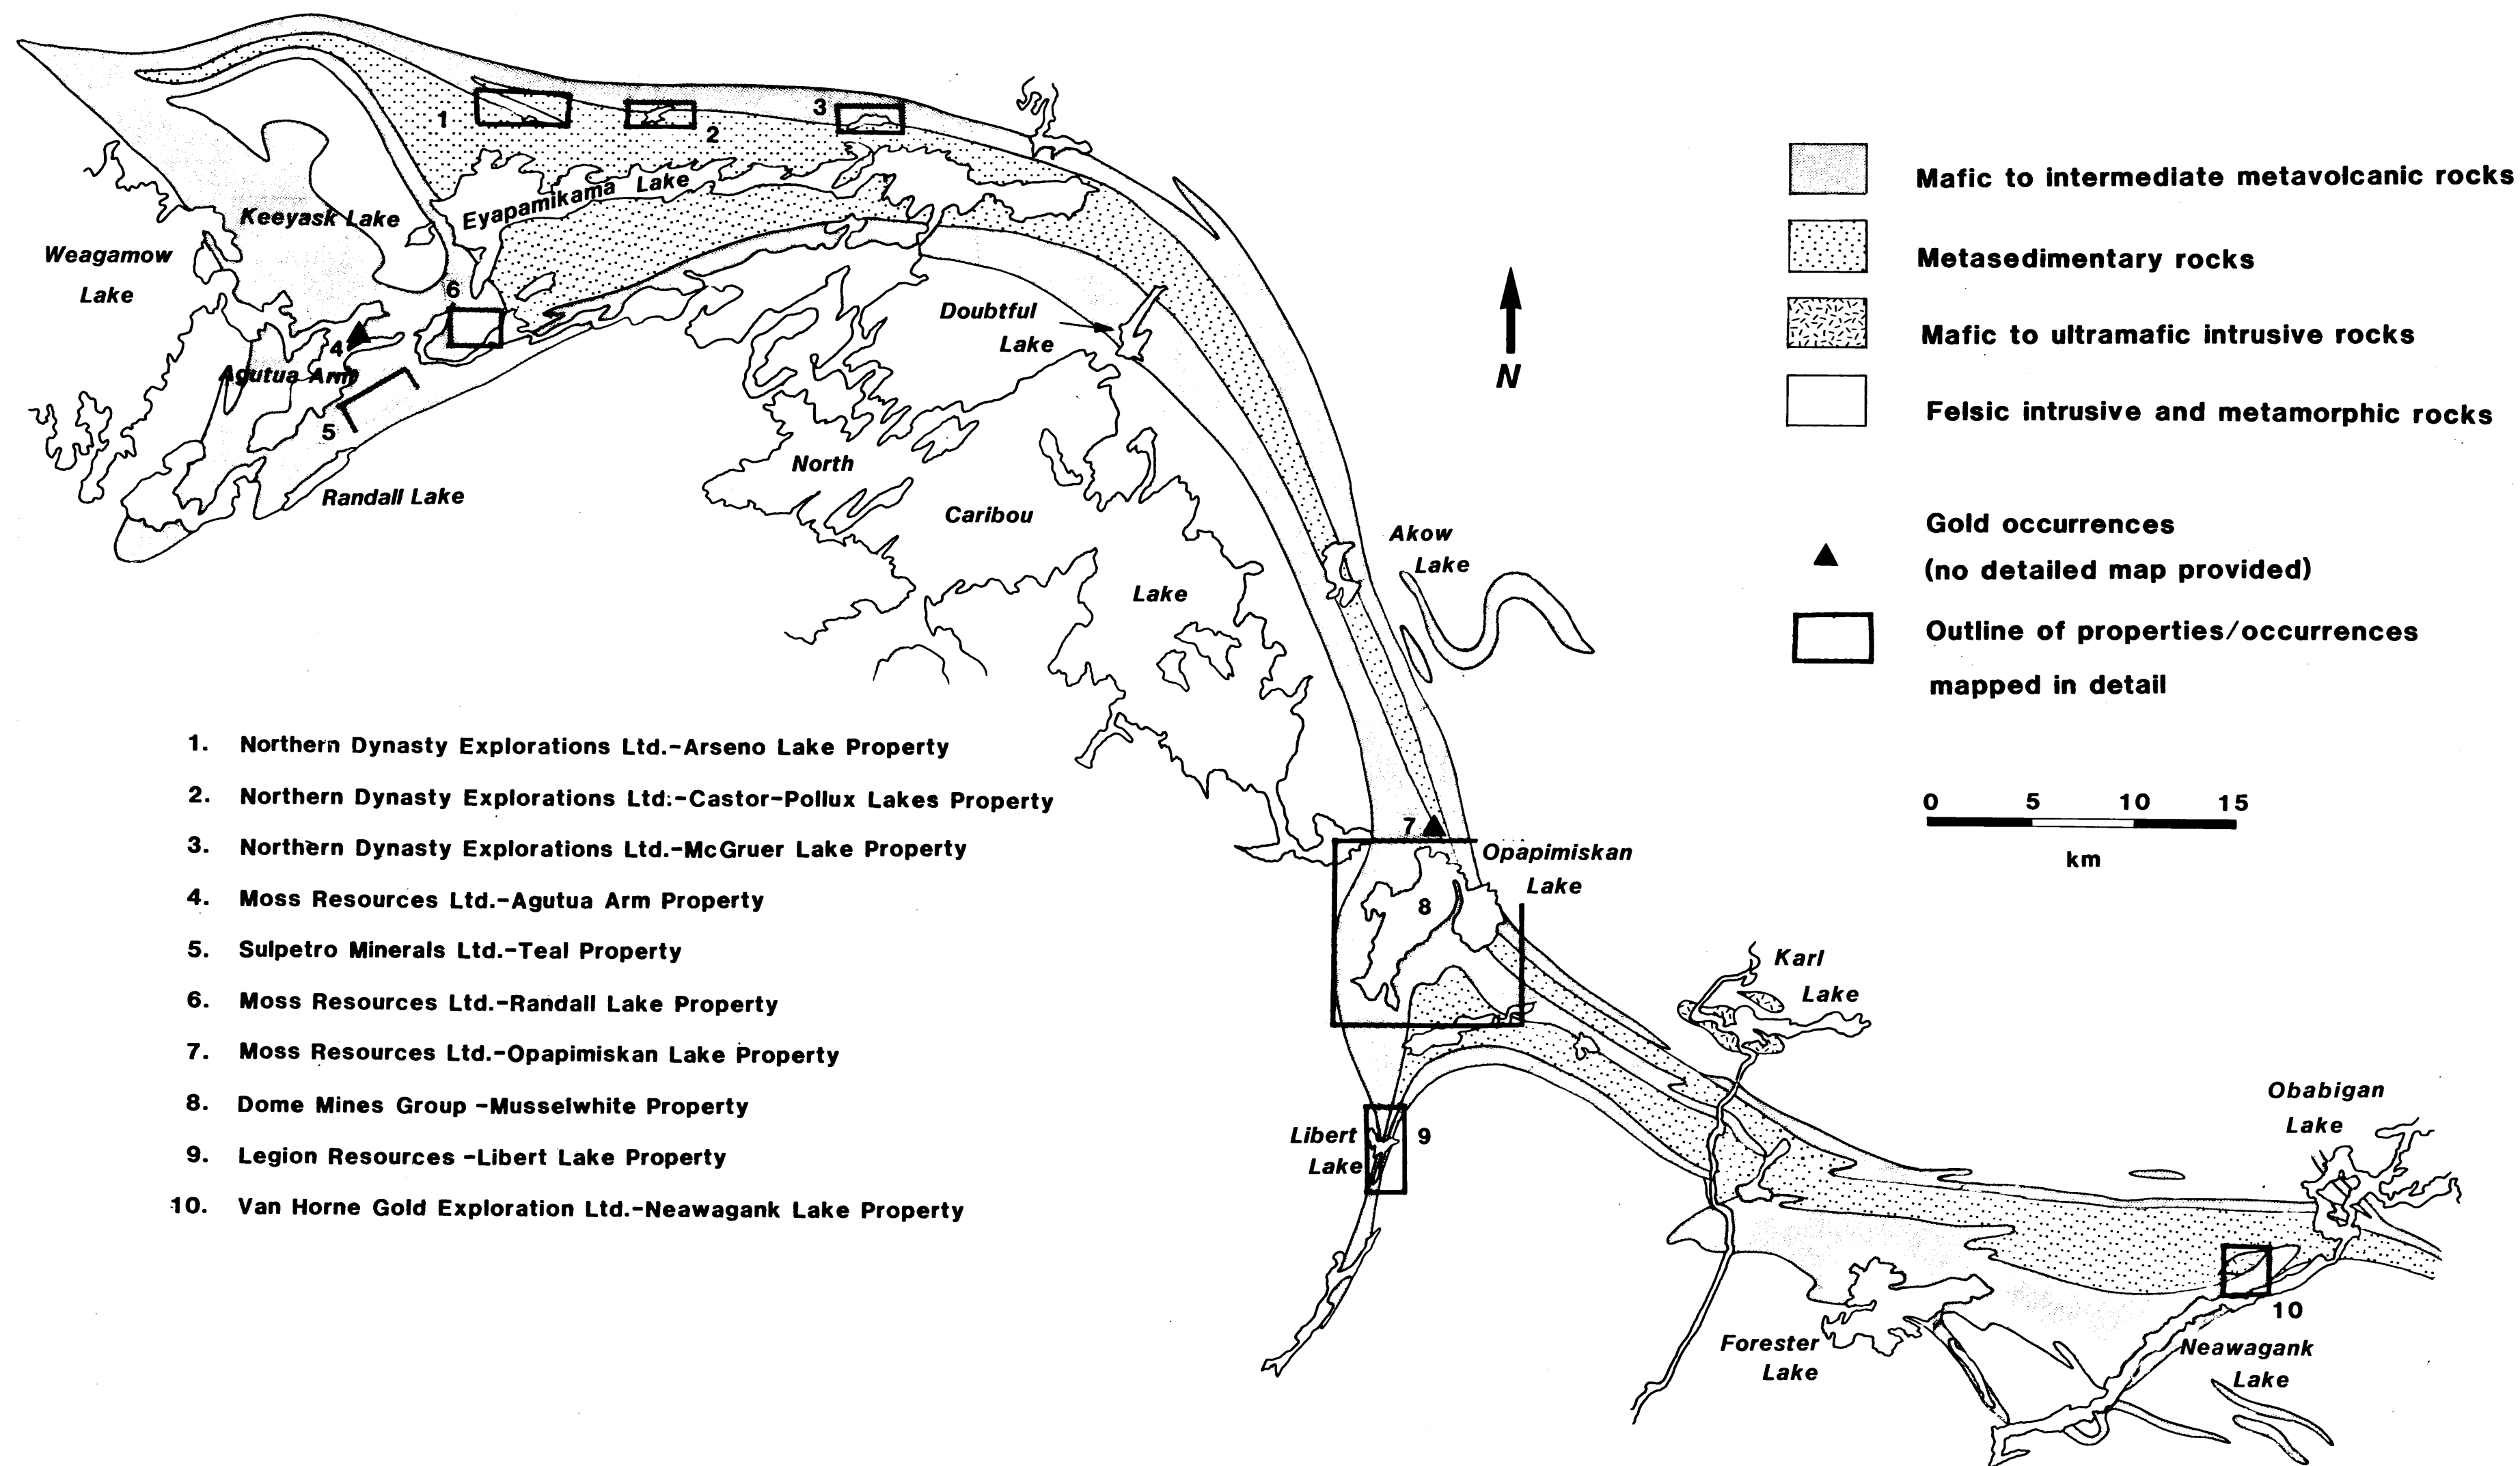 1
2
3
Eyapamikama Lake
Keeyask Lake
Weagamow
Lake
6
4
Agutua Arm
5
Randall Lake
Doubtful
Lake
North
Caribou
Lake
Akow
Lake
N
Mafic to intermediate metavolcanic rocks
Metasedimentary rocks
Mafic to ultramafic intrusive rocks
Felsic intrusive and metamorphic rocks
Gold occurrences
(no detailed map provided)
Outline of properties/occurrences
mapped in detail
0 5 10 15
km
1. Northern Dynasty Explorations Ltd.-Arseno Lake Property
2. Northern Dynasty Explorations Ltd.-Castor-Pollux Lakes Property
3. Northern Dynasty Explorations Ltd.-McGruer Lake Property
4. Moss Resources Ltd.-Agutua Arm Property
5. Sulpetro Minerals Ltd.-Teal Property
6. Moss Resources Ltd.-Randall Lake Property
7. Moss Resources Ltd.-Opapimiskan Lake Property
8. Dome Mines Group -Musselwhite Property
9. Legion Resources -Libert Lake Property
10. Van Horne Gold Exploration Ltd.-Neawagank Lake Property
7
Opapimiskan
Lake
8
Karl
Lake
Libert
Lake
9
Obabigan
Lake
10
Forester
Lake
Neawagank
Lake